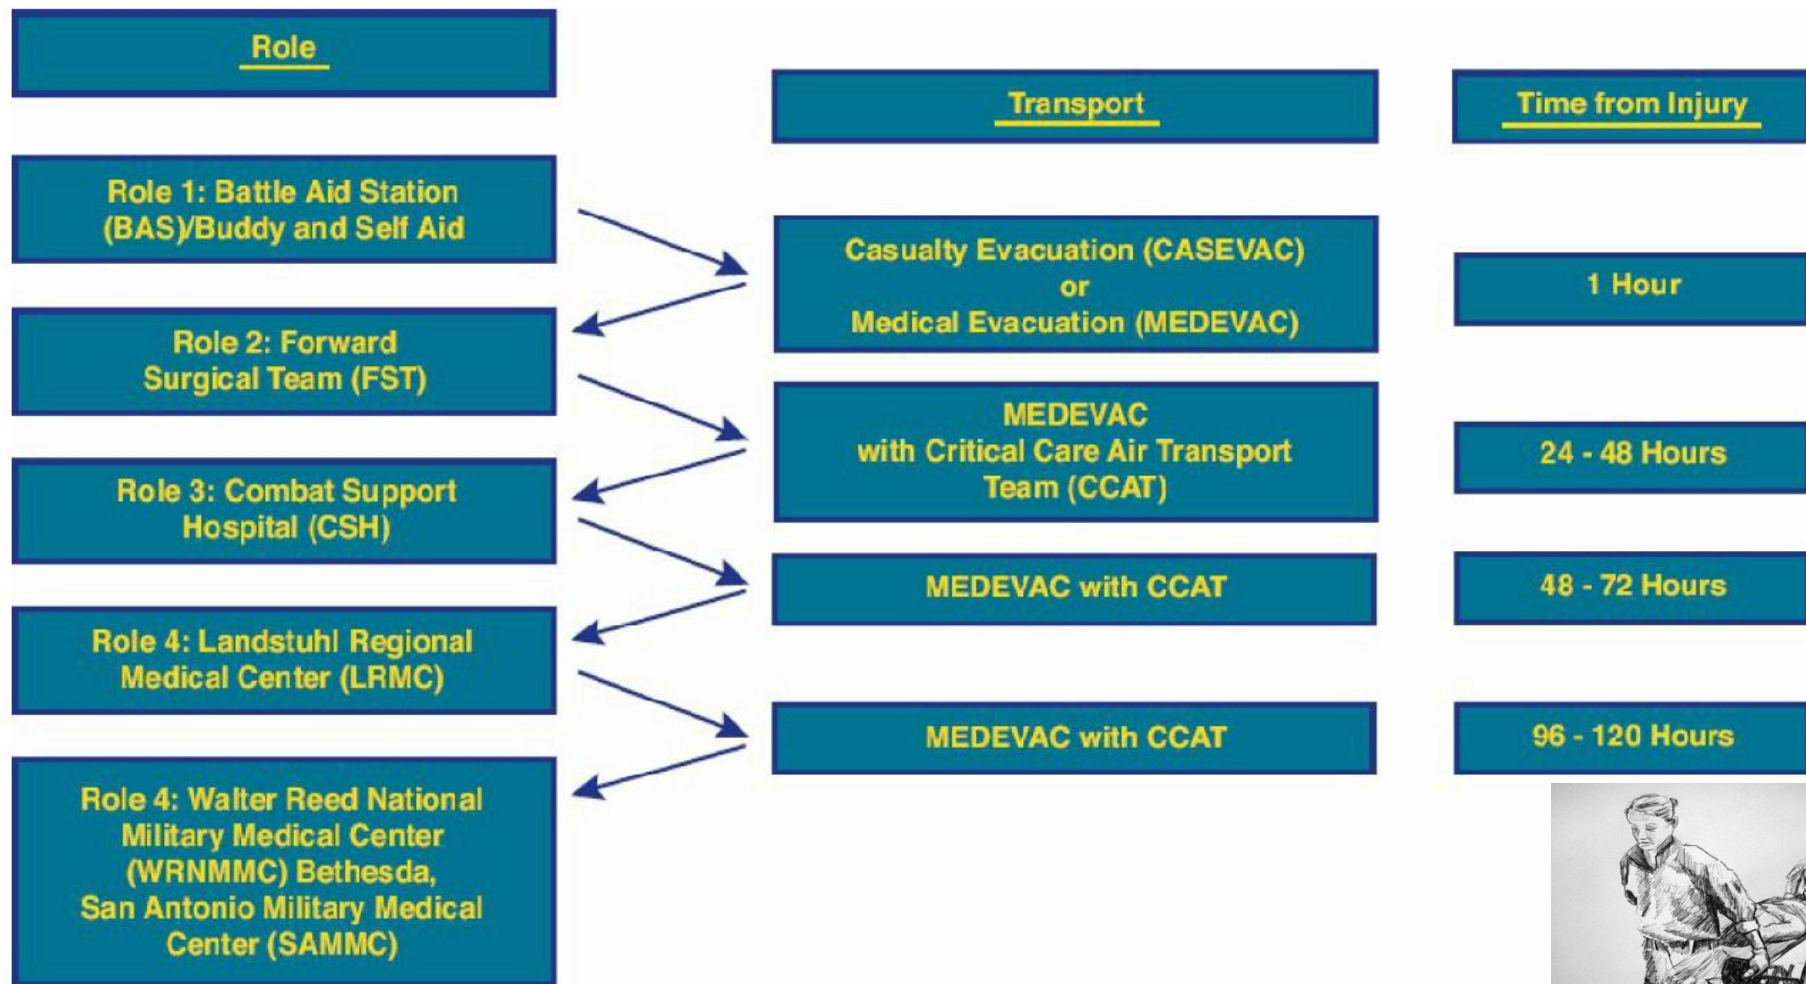 Role
Role 1: Battle Aid Station
(BAS)/Buddy and Self Aid
Role 2: Forward
Surgical Team (FST)
Role 3: Combat Support
Hospital (CSH)
Role 4: Landstuhl Regional
Medical Center (LRMC)
Role 4: Walter Reed National
Military Medical Center
(WRNMMC) Bethesda,
San Antonio Military Medical
Center (SAMMC)
Transport
Casualty Evacuation (CASEVAC)
or
Medical Evacuation (MEDEVAC)
MEDEVAC
with Critical Care Air Transport
Team (CCAT)
MEDEVAC with CCAT
MEDEVAC with CCAT
Time from Injury
1 Hour
24 - 48 Hours
48 - 72 Hours
96 - 120 Hours